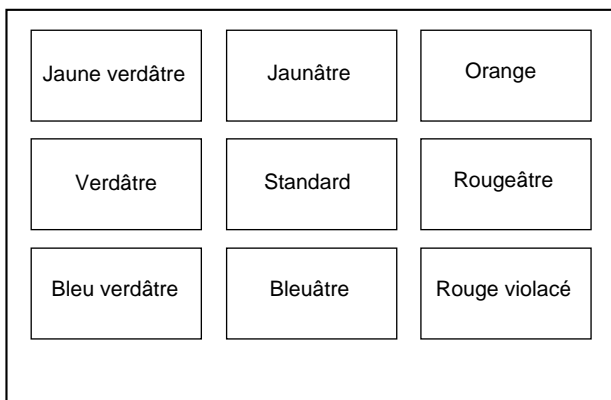 Jaune verdâtre
Jaunâtre
Orange
Verdâtre
Standard
Rougeâtre
Bleu verdâtre
Bleuâtre
Rouge violacé